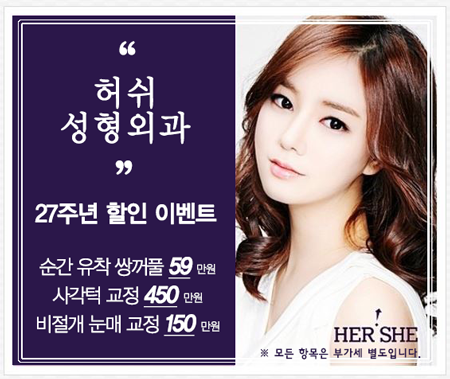 “
허쉬
성형외과
”
27주년 할인 이벤트
순간 유착 쌍꺼풀 59 만원
사각턱 교정 450 만원
비절개 눈매 교정 150 만원
HER SHE
※ 모든 항목은 부가세 별도입니다.